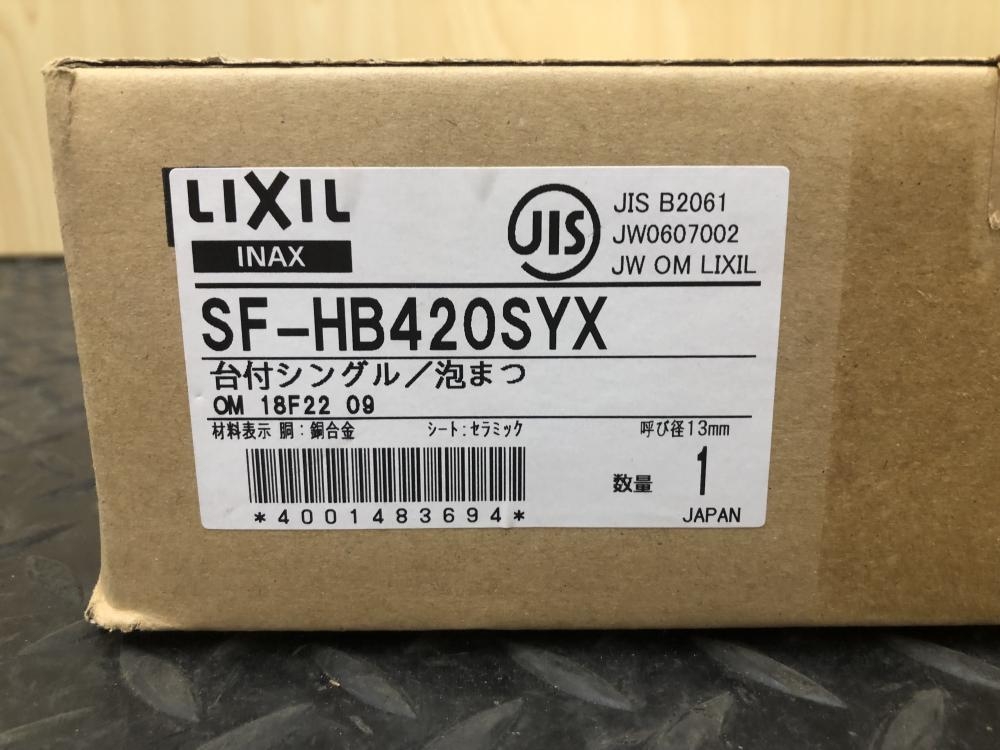 LIXIL
INAX
JIS
JIS B2061
JW0607002
JW OM LIXIL
SF-HB420SYX
台付シングル/泡まつ
OM 18F22 09
材料表示 胴:銅合金 シート:セラミック 呼び径13mm
数量 1
*4001483694*
JAPAN